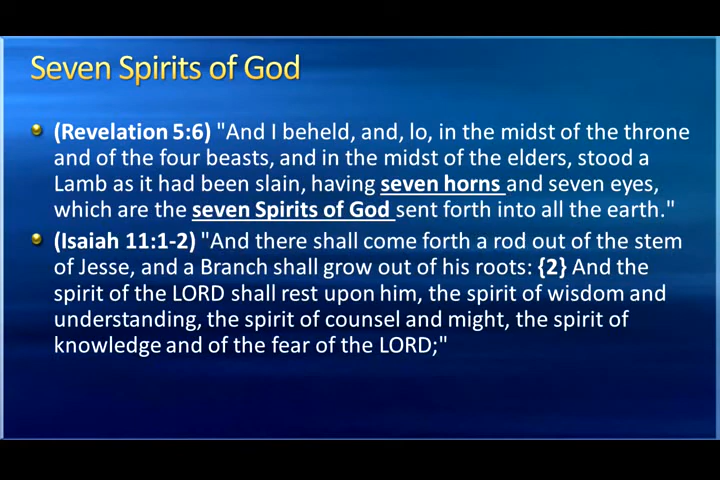 Seven Spirits of God
(Revelation 5:6) "And I beheld, and, lo, in the midst of the throne
and of the four beasts, and in the midst of the elders, stood a
Lamb as it had been slain, having seven horns and seven eyes,
which are the seven Spirits of God sent forth into all the earth."
(Isaiah 11:1-2) "And there shall come forth a rod out of the stem
of Jesse, and a Branch shall grow out of his roots: {2} And the
spirit of the LORD shall rest upon him, the spirit of wisdom and
understanding, the spirit of counsel and might, the spirit of
knowledge and of the fear of the LORD;"